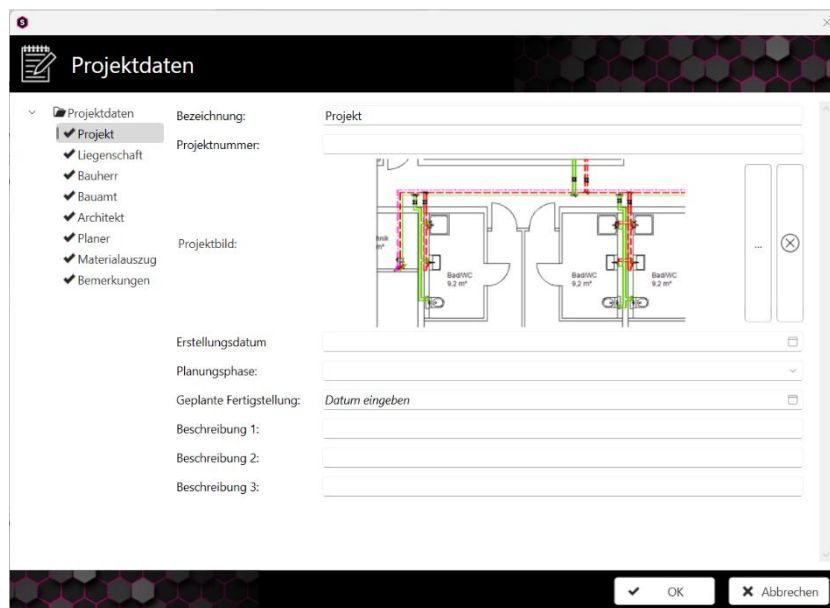 S
Projektdaten
Projektdaten
Projekt
Liegenschaft
Bauherr
Bauamt
Architekt
Planer
Materialauszug
Bemerkungen
Bezeichnung: Projekt
Projektnummer:
Projektbild:
Bad/WC
9,2 m²
Bad/WC
9,2 m²
Bad/WC
9,2 m²
...
Erstellungsdatum
Planungsphase:
Geplante Fertigstellung: Datum eingeben
Beschreibung 1:
Beschreibung 2:
Beschreibung 3:
OK Abbrechen